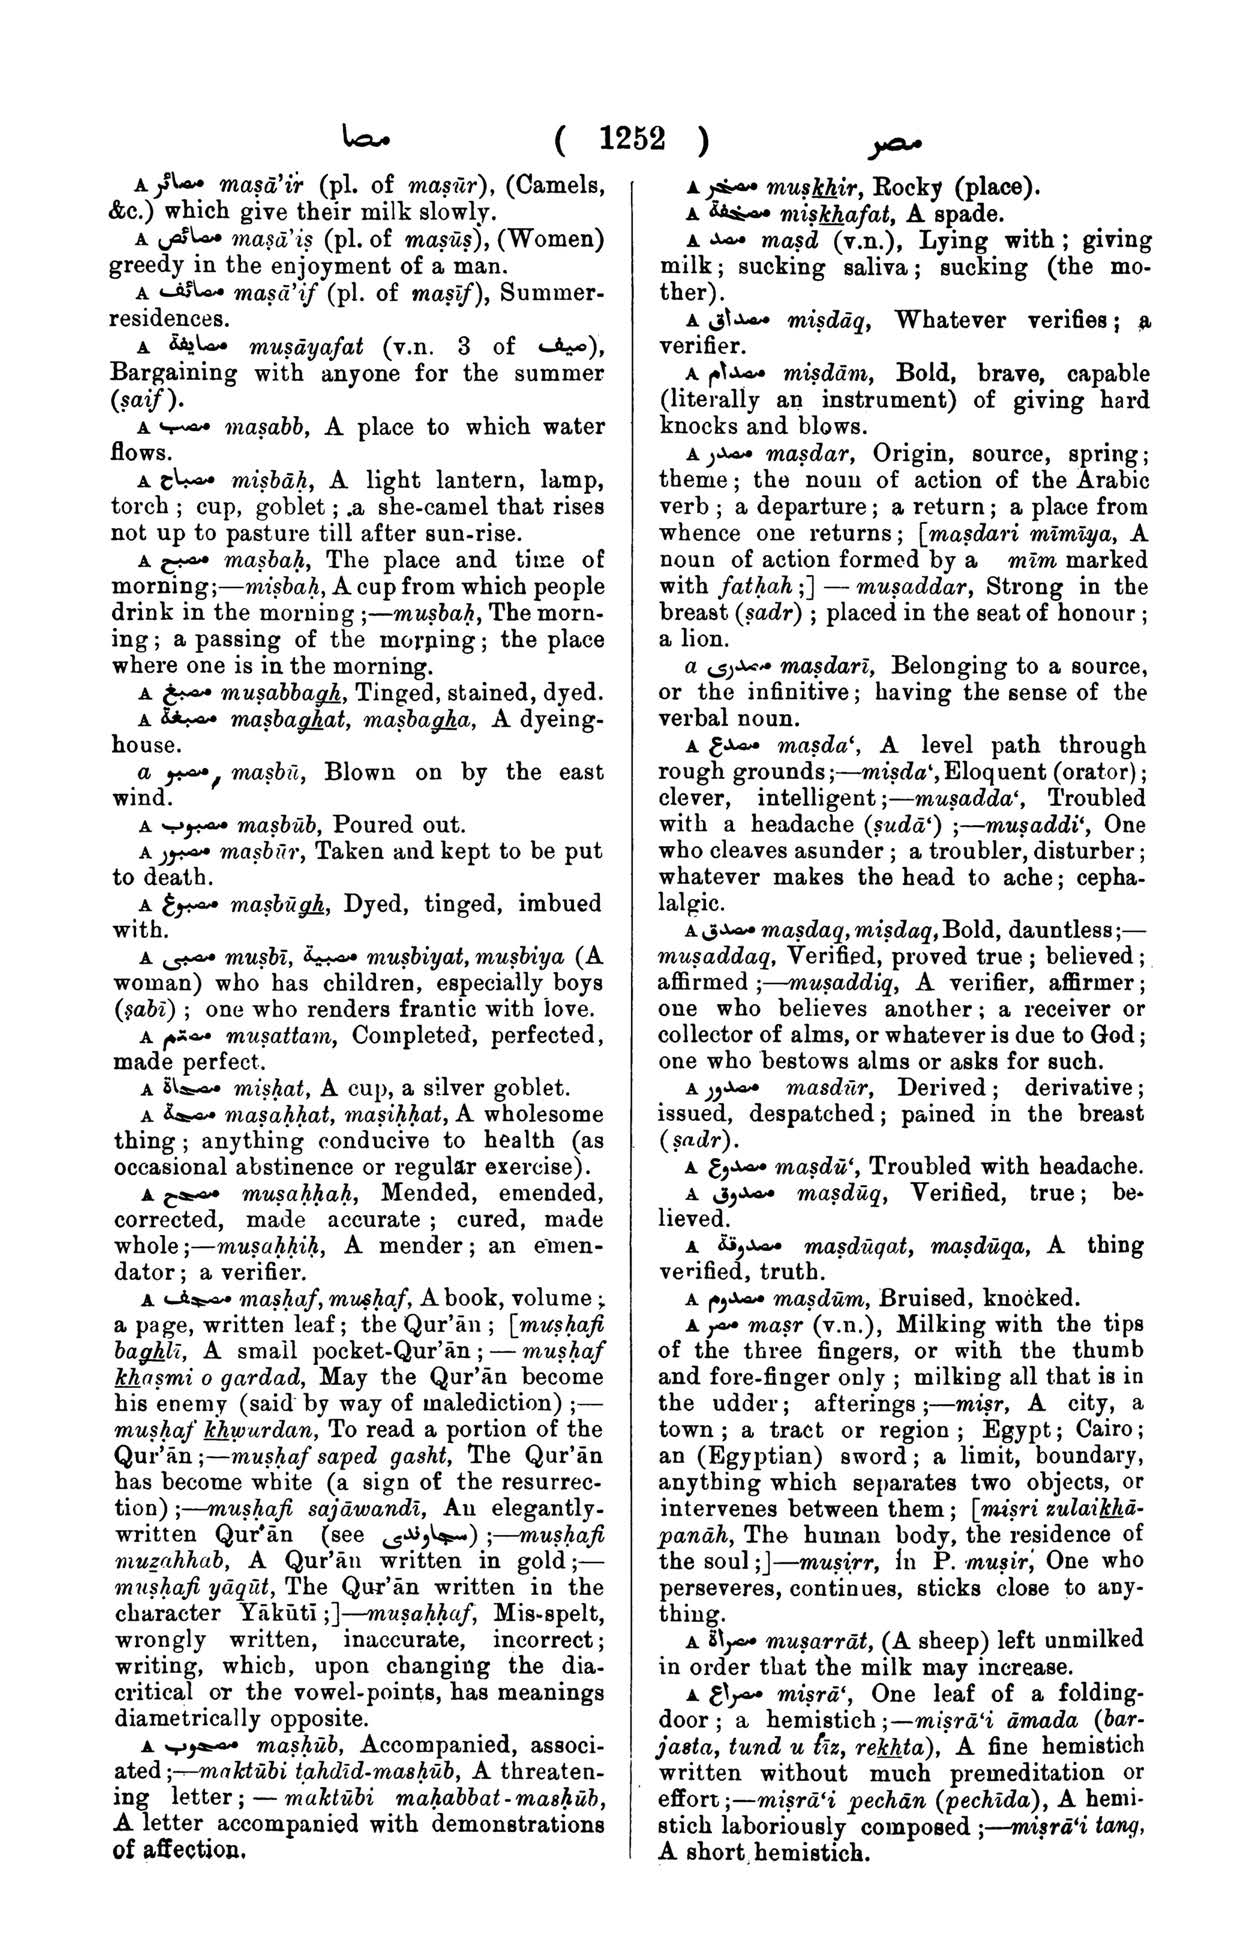 مصا ( 1252 ) مصر
A مصائر maṣā’ir (pl. of maṣūr), (Camels,
&c.) which give their milk slowly.
A مصائص maṣā’iṣ (pl. of maṣūṣ), (Women)
greedy in the enjoyment of a man.
A مصائف maṣā’if (pl. of maṣīf), Summer-
residences.
A مصايفة muṣāyafat (v.n. 3 of صيف),
Bargaining with anyone for the summer
(ṣaif).
A مصب maṣabb, A place to which water
flows.
A مصباح miṣbāḥ, A light lantern, lamp,
torch ; cup, goblet ; a she-camel that rises
not up to pasture till after sun-rise.
A مصبح maṣbaḥ, The place and time of
morning;—miṣbaḥ, A cup from which people
drink in the morning ;—muṣbaḥ, The morn-
ing ; a passing of the morning ; the place
where one is in the morning.
A مصبغ muṣabbagh, Tinged, stained, dyed.
A مصبغة maṣbaghat, maṣbagha, A dyeing-
house.
a مصبو maṣbū, Blown on by the east
wind.
A مصبوب maṣbūb, Poured out.
A مصبور maṣbūr, Taken and kept to be put
to death.
A مصبوغ maṣbūgh, Dyed, tinged, imbued
with.
A مصبى muṣbī, مصبية muṣbiyat, muṣbiya (A
woman) who has children, especially boys
(ṣabī) ; one who renders frantic with love.
A مصتم muṣattam, Completed, perfected,
made perfect.
A مصحاة miṣḥat, A cup, a silver goblet.
A مصحة maṣaḥḥat, maṣiḥḥat, A wholesome
thing ; anything conducive to health (as
occasional abstinence or regular exercise).
A مصحح muṣaḥḥaḥ, Mended, emended,
corrected, made accurate ; cured, made
whole ;—muṣaḥḥiḥ, A mender ; an emen-
dator ; a verifier.
A مصحف maṣḥaf, muṣḥaf, A book, volume ;
a page, written leaf ; the Qur’ān ; [muṣḥafi
baghlī, A small pocket-Qur’ān ; — muṣḥaf
khaṣmi o gardad, May the Qur’ān become
his enemy (said by way of malediction) ;—
muṣḥaf khẉurdan, To read a portion of the
Qur’ān ;—muṣḥaf saped gasht, The Qur’ān
has become white (a sign of the resurrec-
tion) ;—muṣḥafi sajāwandī, An elegantly-
written Qur’ān (see سجاوندى) ;—muṣḥafi
muẕahhab, A Qur’ān written in gold ;—
muṣḥafi yāqūt, The Qur’ān written in the
character Yākūtī ;]—muṣaḥḥaf, Mis-spelt,
wrongly written, inaccurate, incorrect ;
writing, which, upon changing the dia-
critical or the vowel-points, has meanings
diametrically opposite.
A مصحوب maṣḥūb, Accompanied, associ-
ated ;—maktūbi tahdīd-maṣḥūb, A threaten-
ing letter ; — maktūbi maḥabbat-maṣḥūb,
A letter accompanied with demonstrations
of affection.
A مصخر muṣkhir, Rocky (place).
A مصخفة miṣkhafat, A spade.
A مصد maṣd (v.n.), Lying with ; giving
milk ; sucking saliva ; sucking (the mo-
ther).
A مصداق miṣdāq, Whatever verifies ; a
verifier.
A مصدام miṣdām, Bold, brave, capable
(literally an instrument) of giving hard
knocks and blows.
A مصدر maṣdar, Origin, source, spring ;
theme ; the noun of action of the Arabic
verb ; a departure ; a return ; a place from
whence one returns ; [maṣdari mīmīya, A
noun of action formed by a mīm marked
with fatḥah ;] — muṣaddar, Strong in the
breast (ṣadr) ; placed in the seat of honour ;
a lion.
a مصدرى maṣdarī, Belonging to a source,
or the infinitive ; having the sense of the
verbal noun.
A مصدع maṣda‘, A level path through
rough grounds ;—miṣda‘, Eloquent (orator) ;
clever, intelligent ;—muṣadda‘, Troubled
with a headache (ṣudā‘) ;—muṣaddi‘, One
who cleaves asunder ; a troubler, disturber ;
whatever makes the head to ache ; cepha-
lalgic.
A مصدق maṣdaq, miṣdaq, Bold, dauntless ;—
muṣaddaq, Verified, proved true ; believed ;
affirmed ;—muṣaddiq, A verifier, affirmer ;
one who believes another ; a receiver or
collector of alms, or whatever is due to God ;
one who bestows alms or asks for such.
A مصدور masdūr, Derived ; derivative ;
issued, despatched ; pained in the breast
(ṣadr).
A مصدوع maṣdū‘, Troubled with headache.
A مصدوق maṣdūq, Verified, true ; be-
lieved.
A مصدوقة maṣdūqat, maṣdūqa, A thing
verified, truth.
A مصدوم maṣdūm, Bruised, knocked.
A مصر maṣr (v.n.), Milking with the tips
of the three fingers, or with the thumb
and fore-finger only ; milking all that is in
the udder ; afterings ;—miṣr, A city, a
town ; a tract or region ; Egypt ; Cairo ;
an (Egyptian) sword ; a limit, boundary,
anything which separates two objects, or
intervenes between them ; [miṣri zulaikhā-
panāh, The human body, the residence of
the soul ;]—muṣirr, in P. muṣir, One who
perseveres, continues, sticks close to any-
thing.
A مصراة muṣarrāt, (A sheep) left unmilked
in order that the milk may increase.
A مصراع miṣrā‘, One leaf of a folding-
door ; a hemistich ;—miṣrā‘i āmada (bar-
jasta, tund u tīz, rekhta), A fine hemistich
written without much premeditation or
effort ;—miṣrā‘i pechān (pechīda), A hemi-
stich laboriously composed ;—miṣrā‘i tang,
A short hemistich.